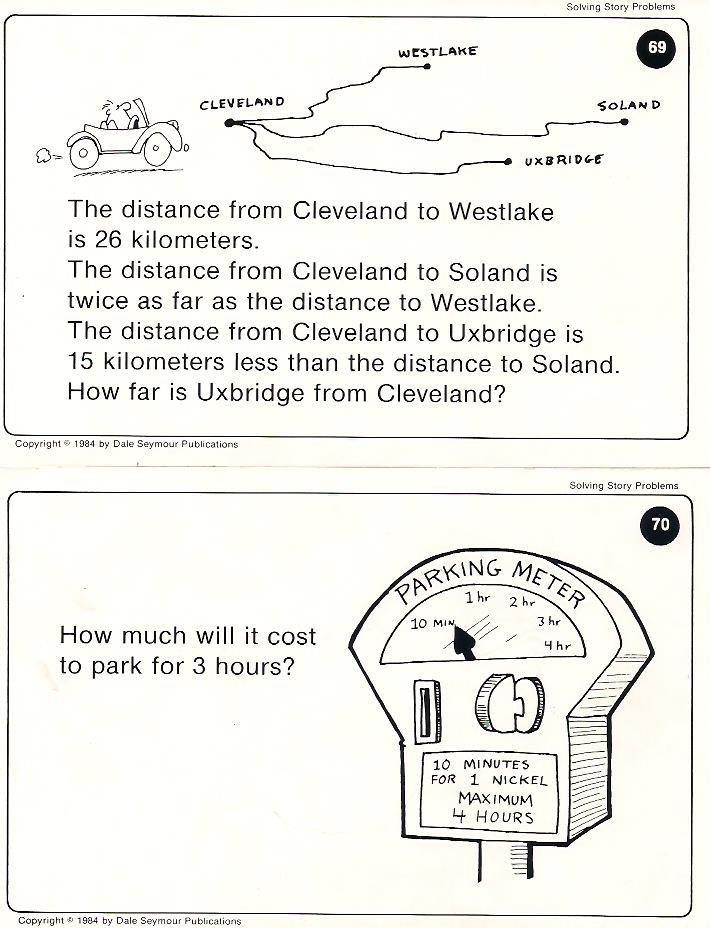 Solving Story Problems
69
WESTLAKE
CLEVELAND
SOLAND
UXBRIDGE
The distance from Cleveland to Westlake
is 26 kilometers.
The distance from Cleveland to Soland is
twice as far as the distance to Westlake.
The distance from Cleveland to Uxbridge is
15 kilometers less than the distance to Soland.
How far is Uxbridge from Cleveland?
Copyright © 1984 by Dale Seymour Publications
Solving Story Problems
70
How much will it cost
to park for 3 hours?
PARKING METER
10 MIN
1 hr
2 hr
3 hr
4 hr
10 MINUTES
FOR 1 NICKEL
MAXIMUM
4 HOURS
Copyright © 1984 by Dale Seymour Publications